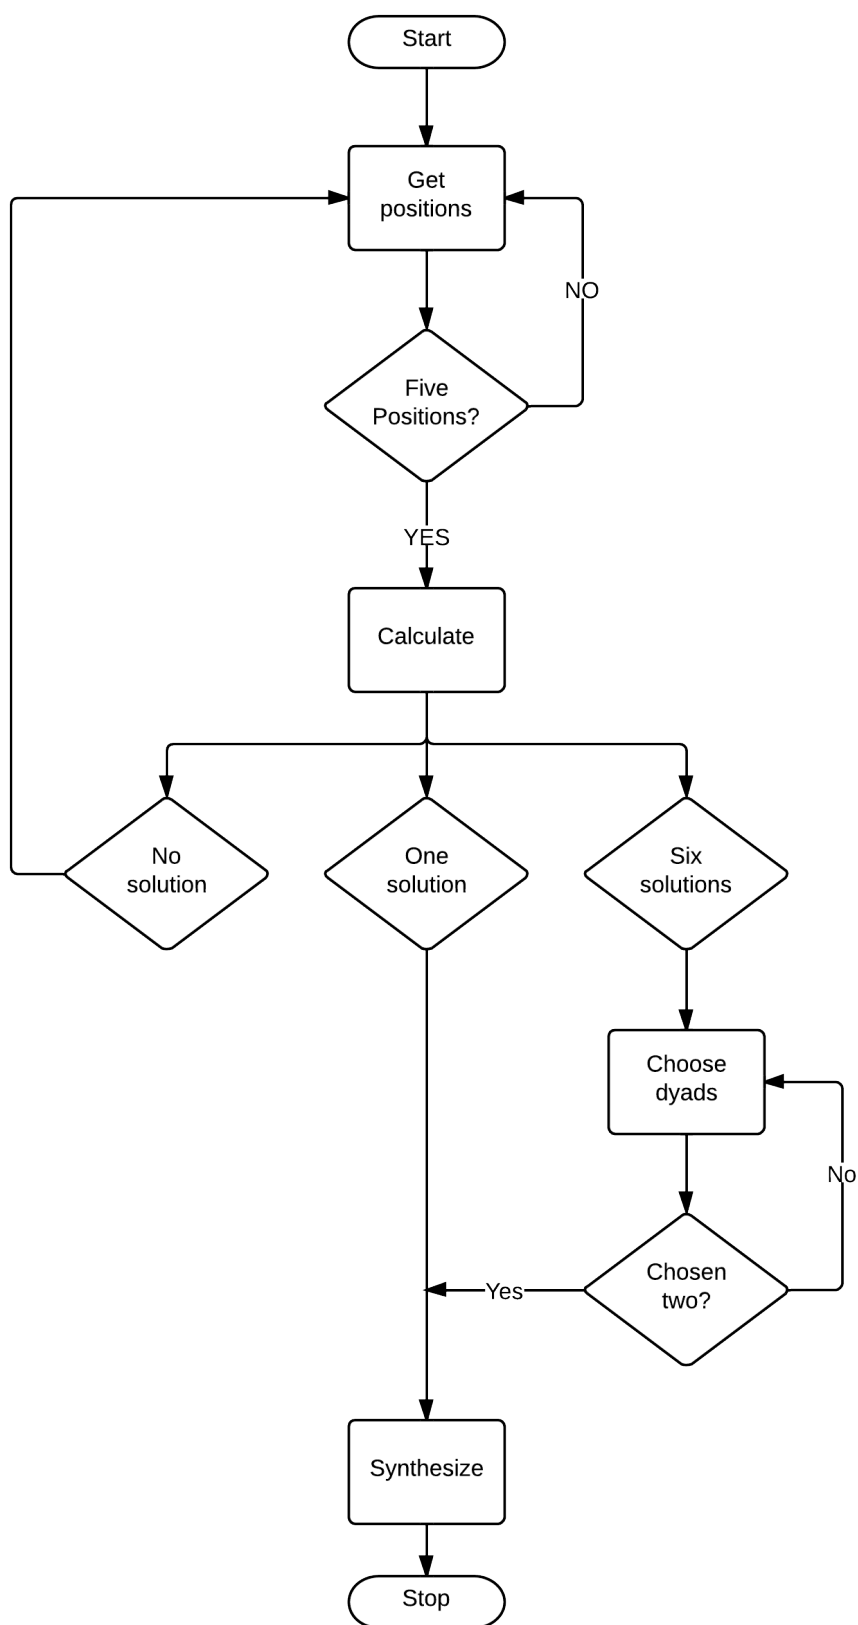 Start
Get
positions
NO
Five
Positions?
YES
Calculate
No
solution
One
solution
Six
solutions
Choose
dyads
No
Chosen
two?
Yes
Synthesize
Stop